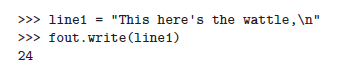 >>> line1 = "This here's the wattle,\n"
>>> fout.write(line1)
24